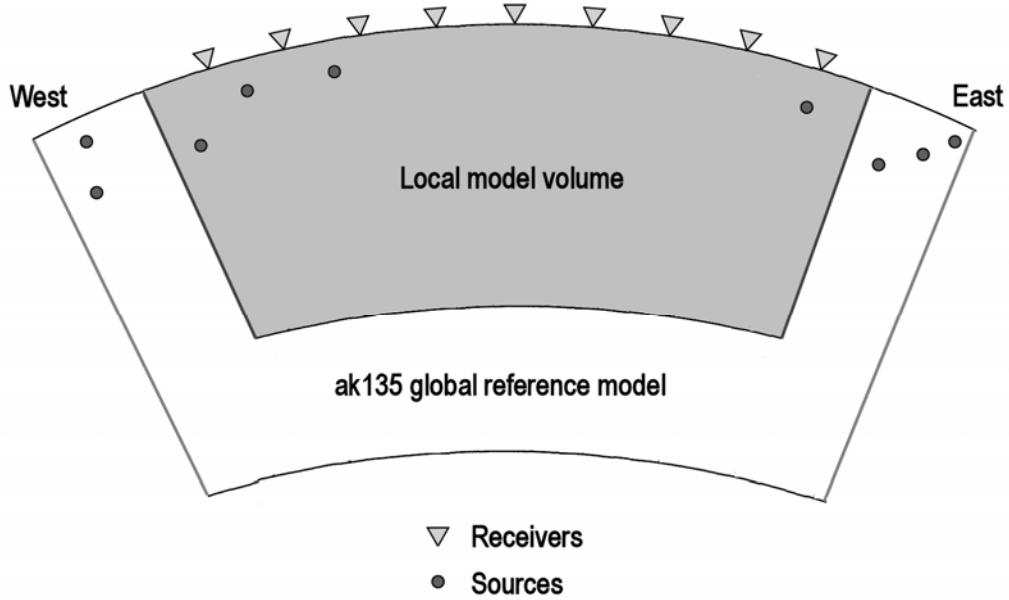 West
East
Local model volume
ak135 global reference model
Receivers
Sources